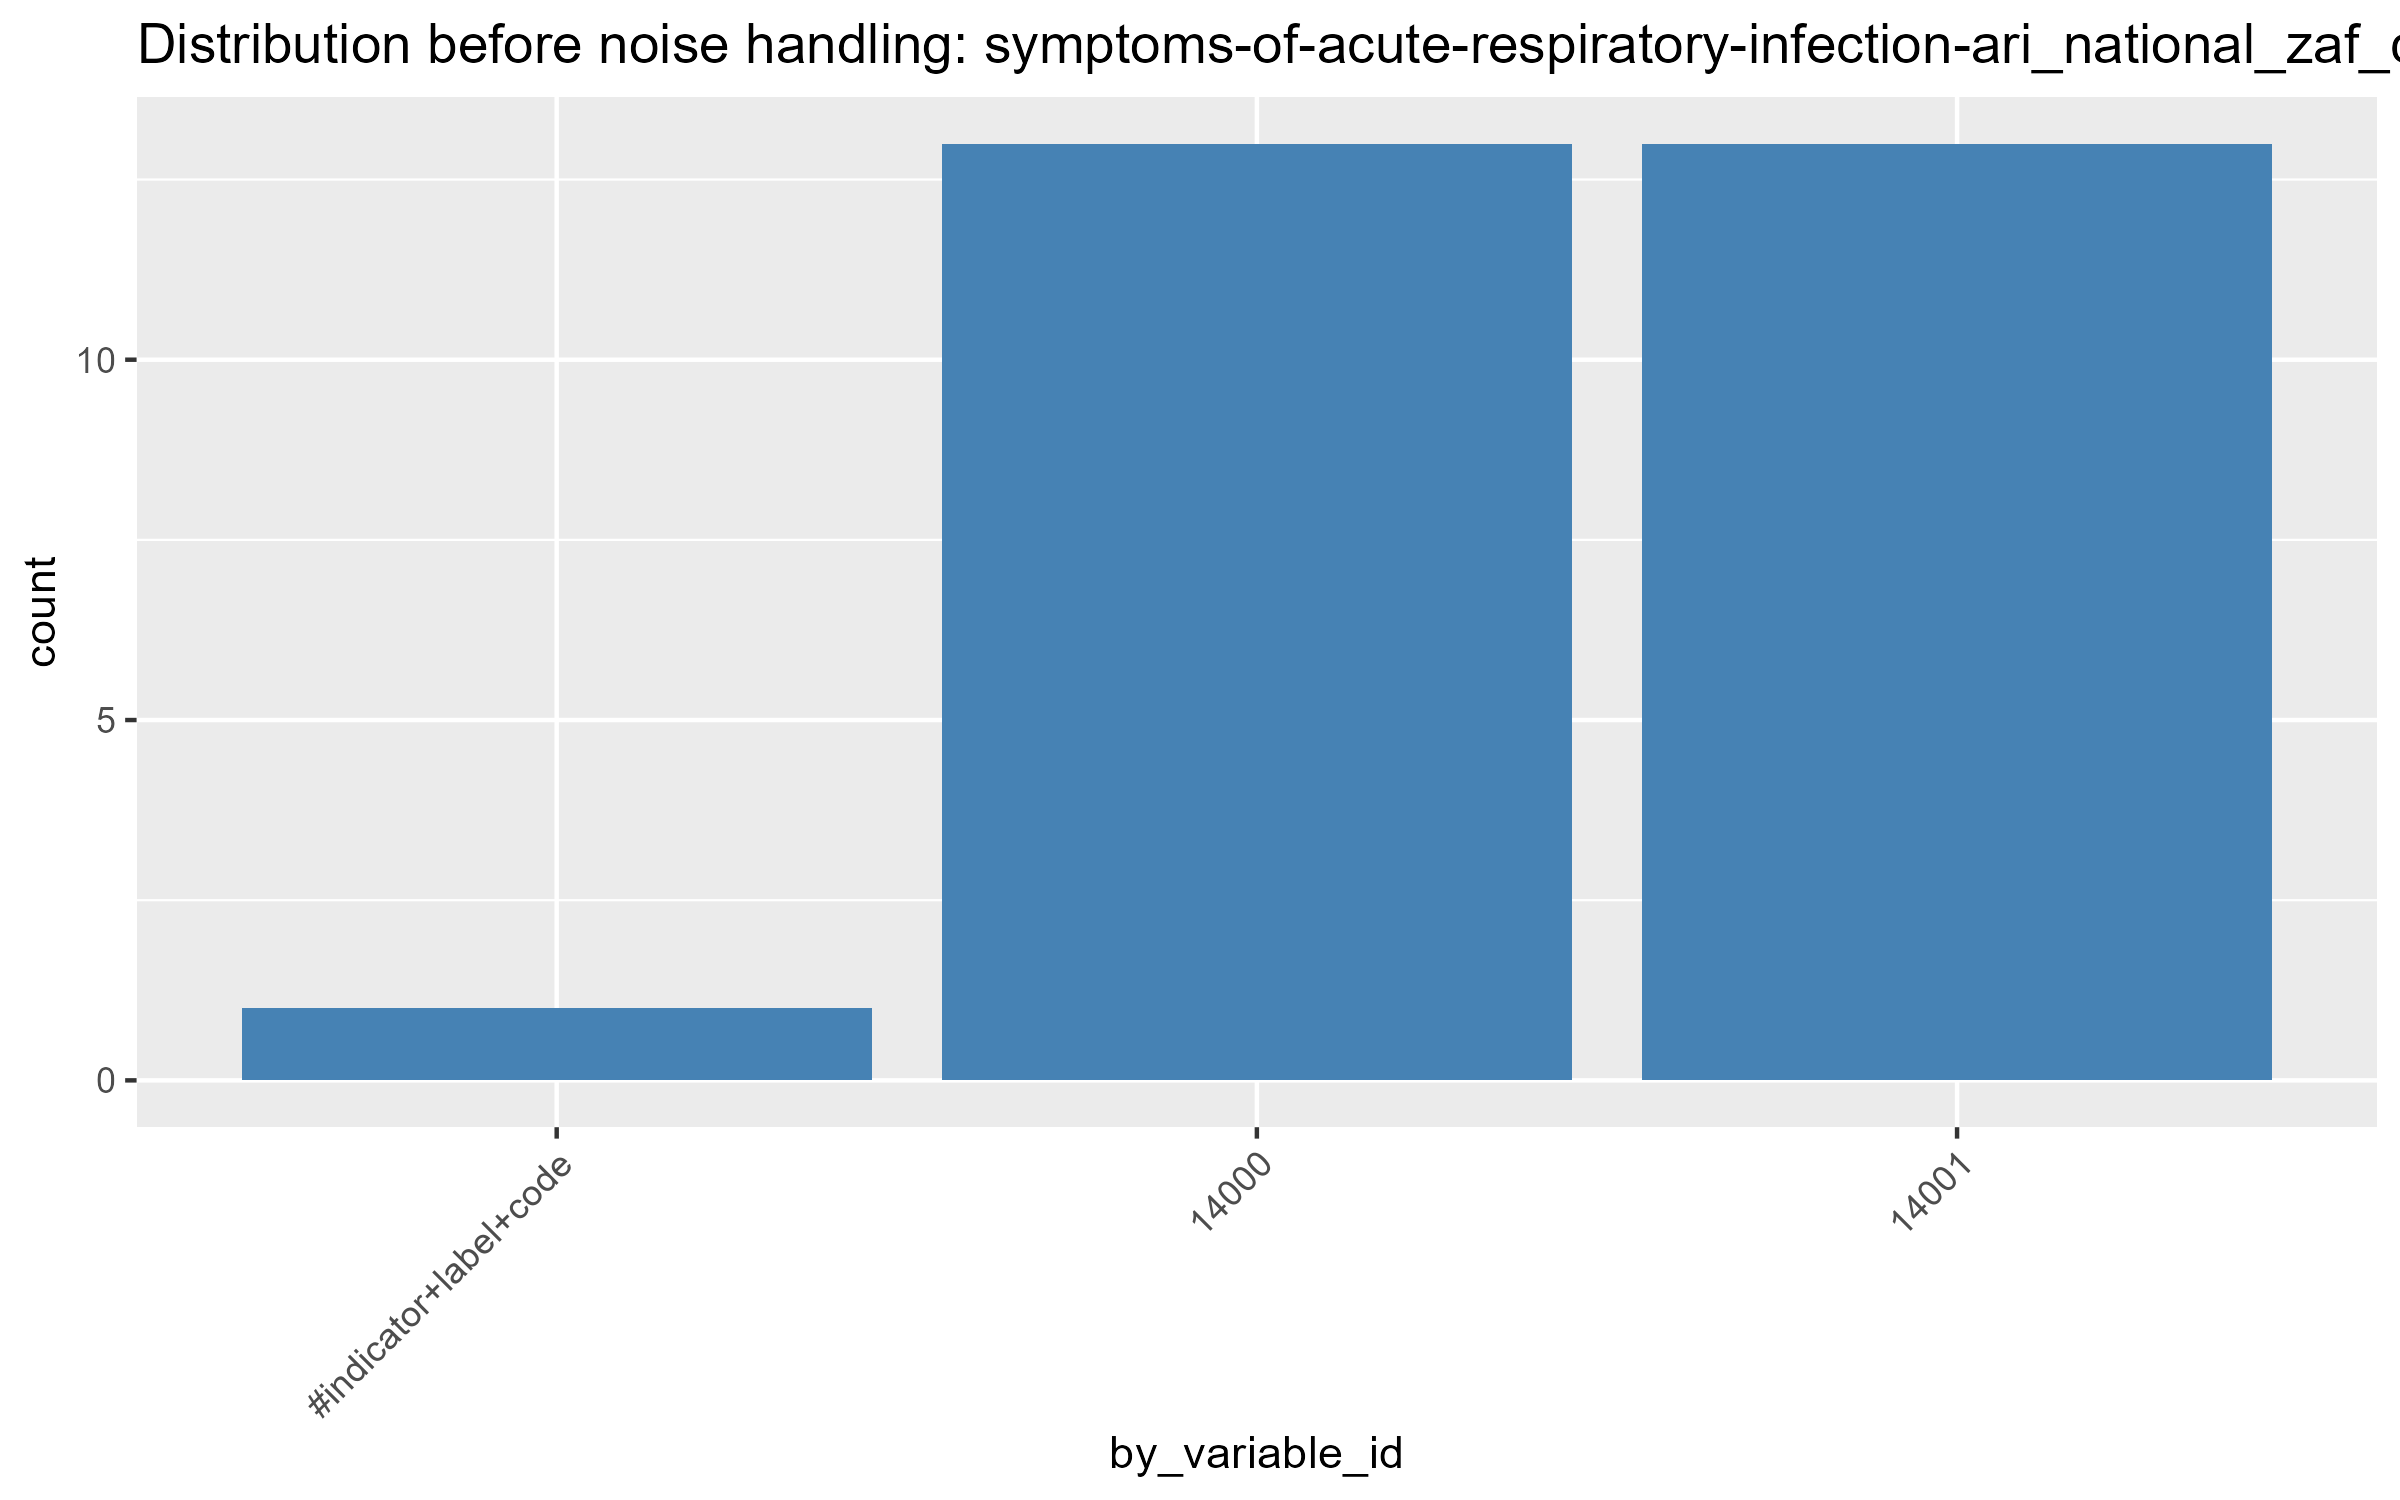 Distribution before noise handling: symptoms-of-acute-respiratory-infection-ari_national_zaf_
count
10
5
0
#indicator+label+code
14000
14001
by_variable_id